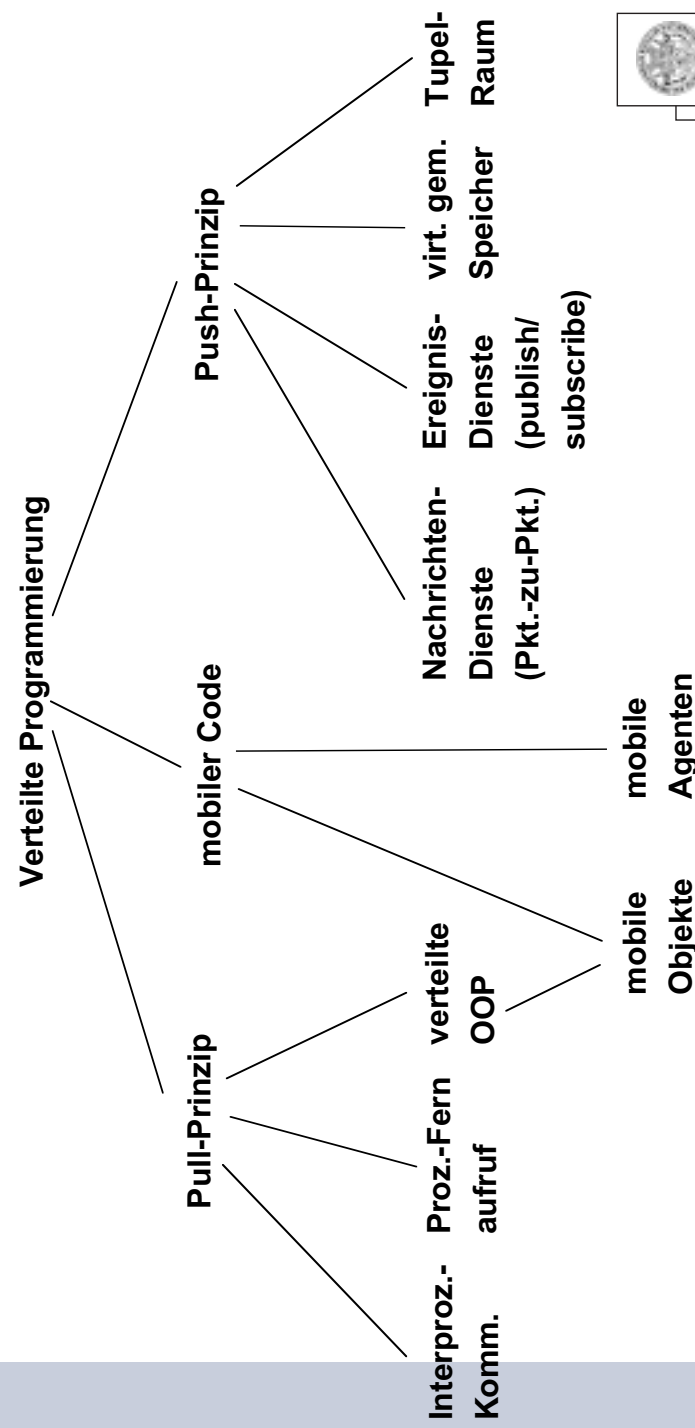 Verteilte Programmierung
Pull-Prinzip
mobiler Code
Push-Prinzip
Interproz.-
Komm.
Proz.-Fern
aufruf
verteilte
OOP
Nachrichten-
Dienste
(Pkt.-zu-Pkt.)
Ereignis-
Dienste
(publish/
subscribe)
virt. gem.
Speicher
Tupel-
Raum
mobile
Objekte
mobile
Agenten